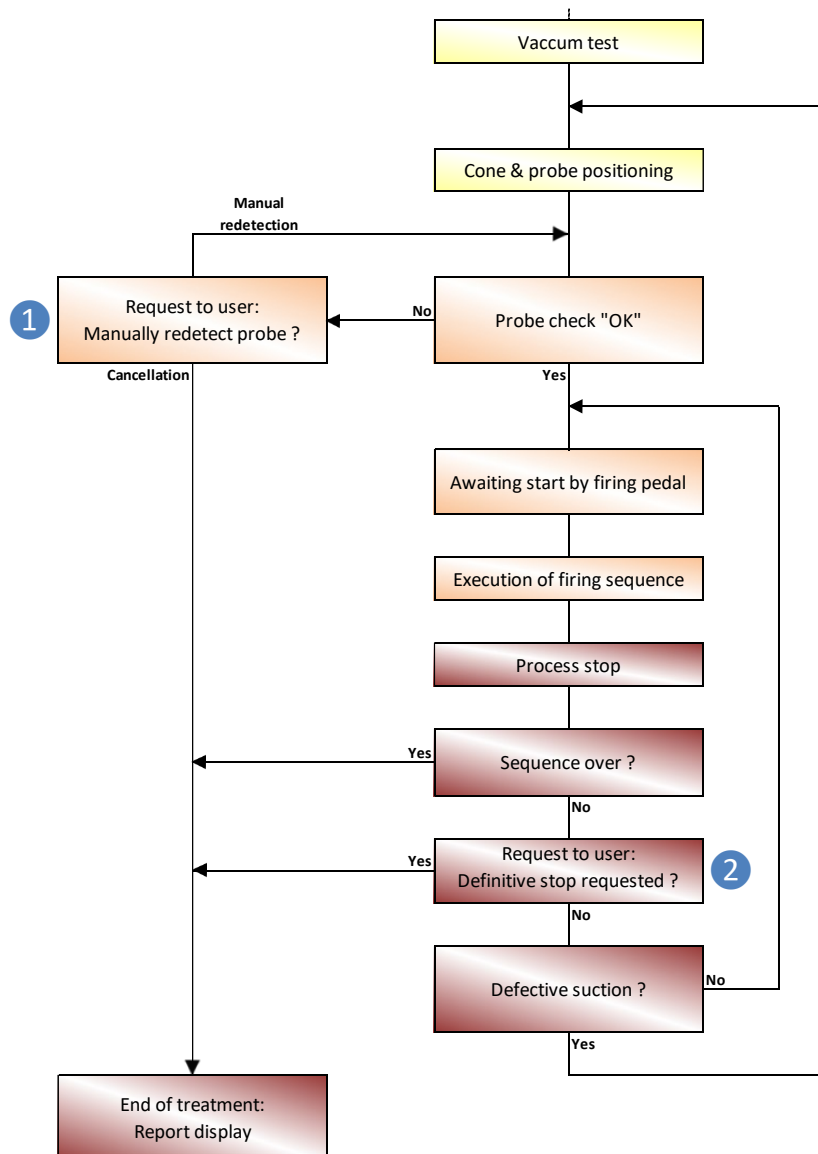 Vaccum test
Cone & probe positioning
Manual
redetection
1
Request to user:
Manually redetect probe ?
No
Probe check "OK"
Cancellation
Yes
Awaiting start by firing pedal
Execution of firing sequence
Process stop
Yes
Sequence over ?
No
Yes
Request to user:
Definitive stop requested ?
2
No
Defective suction ?
No
Yes
End of treatment:
Report display